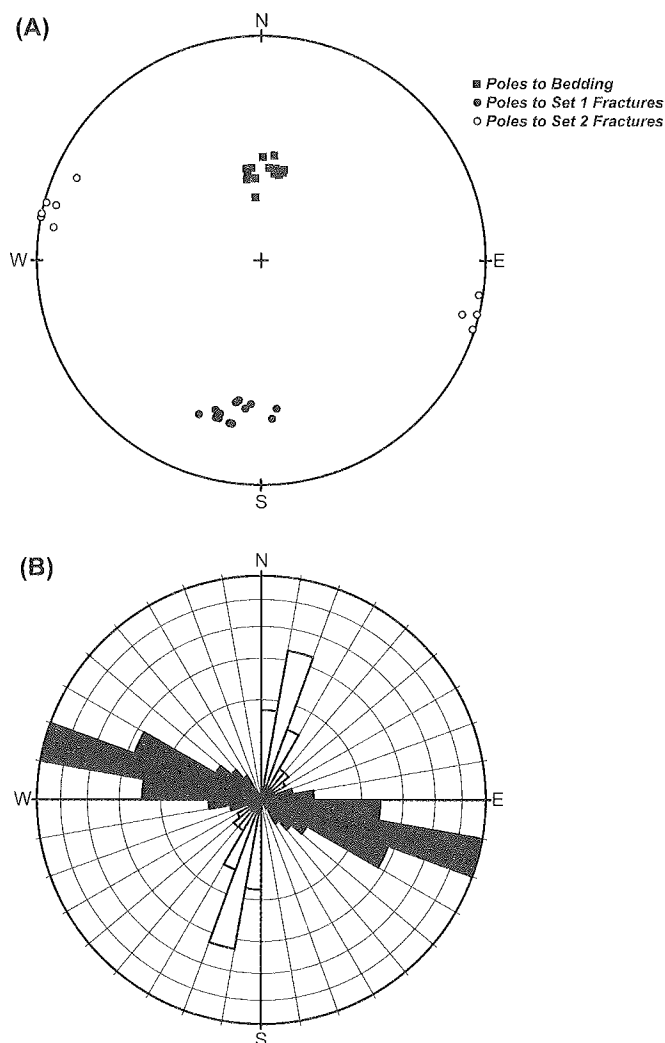 (A)
N
Poles to Bedding
Poles to Set 1 Fractures
Poles to Set 2 Fractures
W
E
S
(B)
N
W
E
S